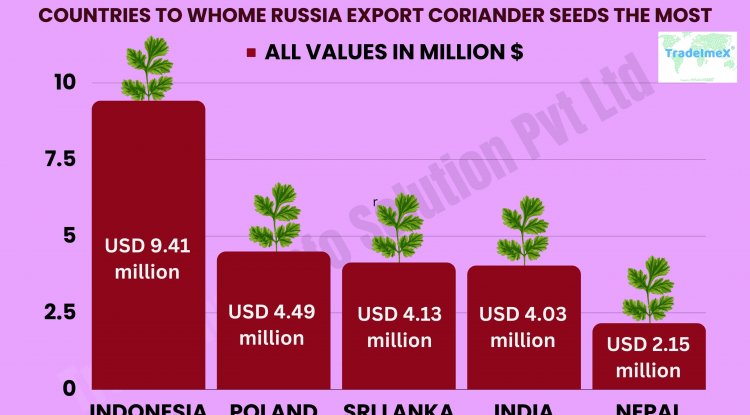 COUNTRIES TO WHOME RUSSIA EXPORT CORIANDER SEEDS THE MOST
ALL VALUES IN MILLION $
TradeImeX
10
7.5
5
2.5
0
r
USD 9.41
million
USD 4.49
million
USD 4.13
million
USD 4.03
million
USD 2.15
million
INDONESIA POLAND SRI LANKA INDIA NEPAL
Info Solution Pvt Ltd